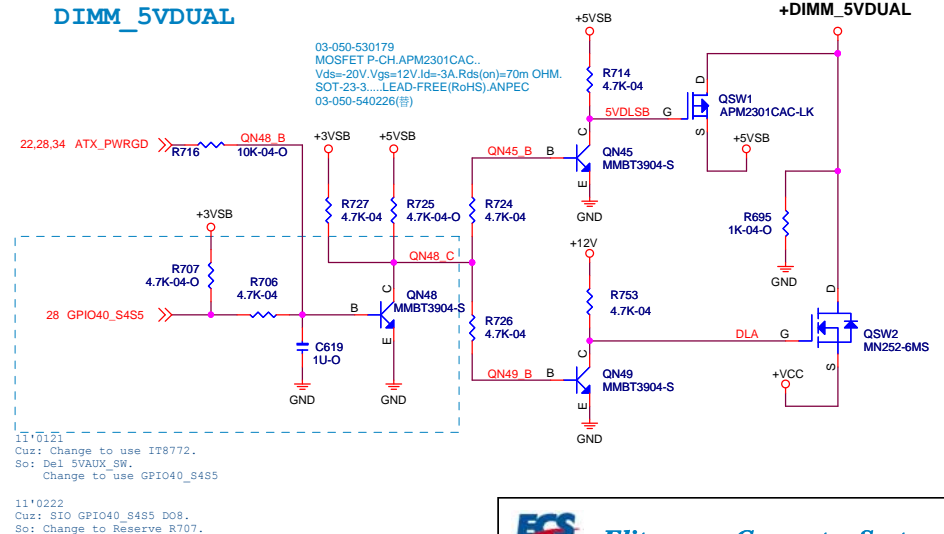 DIMM_5VDUAL
+DIMM_5VDUAL
03-050-530179
MOSFET P-CH.APM2301CAC..
Vds=-20V.Vgs=12V.Id=-3A.Rds(on)=70m OHM.
SOT-23-3.....LEAD-FREE(RoHS).ANPEC
03-050-540226(替)
+5VSB
R714
4.7K-04
5VDLSB
G
D
S
QSW1
APM2301CAC-LK
+5VSB
22,28,34 ATX_PWRGD
R716
QN48_B
10K-04-O
+3VSB
+5VSB
R727
4.7K-04
R725
4.7K-04-O
R724
4.7K-04
QN45_B
B
C
E
QN45
MMBT3904-S
GND
+3VSB
R707
4.7K-04-O
R706
4.7K-04
28 GPIO40_S4S5
QN48_C
B
C
E
QN48
MMBT3904-S
C619
1U-O
GND
GND
R726
4.7K-04
QN49_B
B
C
E
QN49
MMBT3904-S
GND
+12V
R753
4.7K-04
DLA
G
D
S
QSW2
MN252-6MS
+VCC
R695
1K-04-O
GND
11'0121
Cuz: Change to use IT8772.
So: Del 5VAUX_SW.
Change to use GPIO40_S4S5
11'0222
Cuz: SIO GPIO40_S4S5 DO8.
So: Change to Reserve R707.
ECS